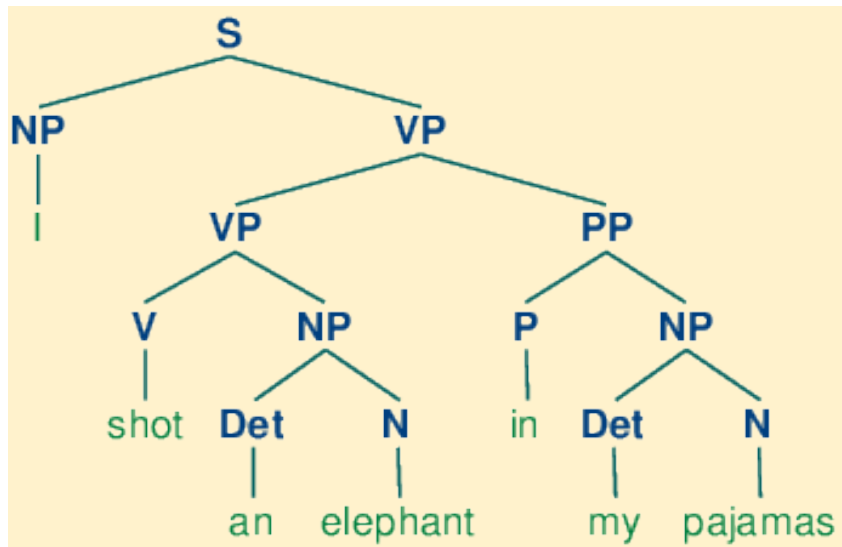 S
NP VP
I VP PP
V NP P NP
shot Det N in Det N
an elephant my pajamas